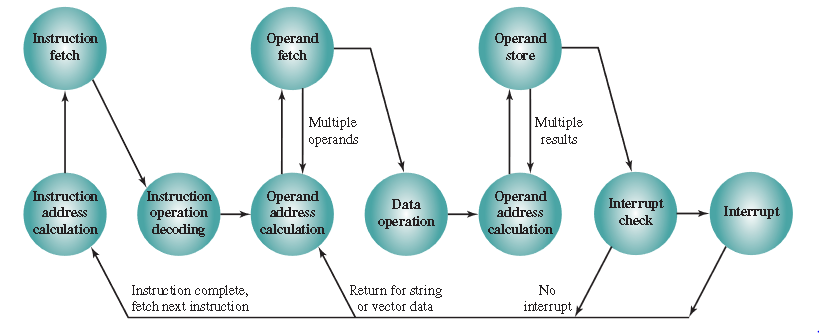 Instruction
fetch
Operand
fetch
Operand
store
Multiple
operands
Multiple
results
Instruction
address
calculation
Instruction
operation
decoding
Operand
address
calculation
Data
operation
Operand
address
calculation
Interrupt
check
Interrupt
Instruction complete,
fetch next instruction
Return for string
or vector data
No
interrupt